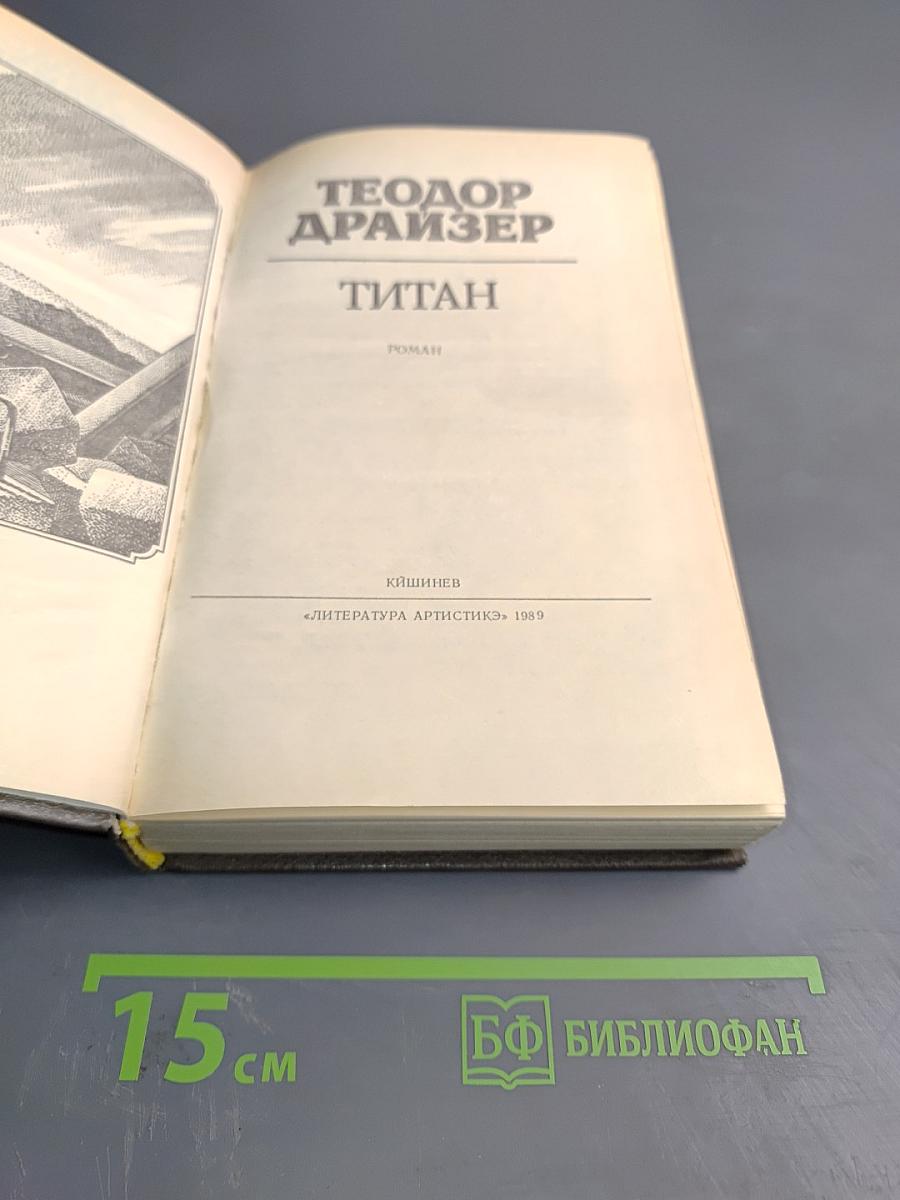 ТЕОДОР
ДРАЙЗЕР
ТИТАН
РОМАН
КИШИНЕВ
«ЛИТЕРАТУРА АРТИСТИКЭ» 1989
15 см
БФ БИБЛИОФАН